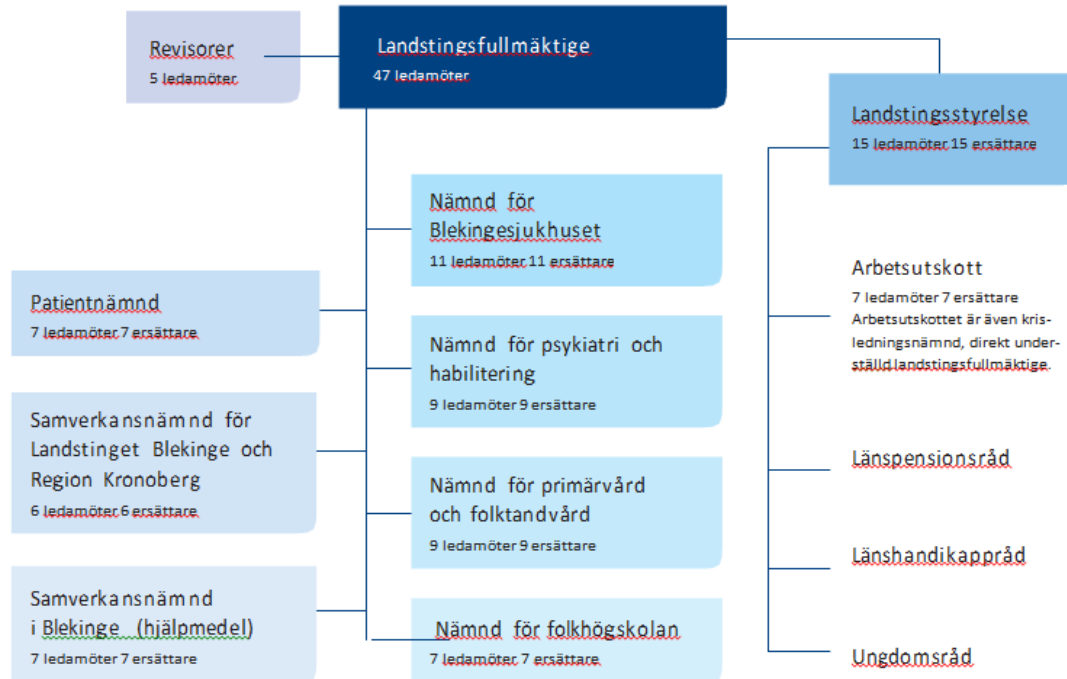 Revisorer
5 ledamöter
Landstingsfullmäktige
47 ledamöter
Landstingsstyrelse
15 ledamöter 15 ersättare
Nämnd för
Blekingesjukhuset
11 ledamöter 11 ersättare
Patientnämnd
7 ledamöter 7 ersättare
Nämnd för psykiatri och
habilitering
9 ledamöter 9 ersättare
Samverkansnämnd för
Landstinget Blekinge och
Region Kronoberg
6 ledamöter 6 ersättare
Nämnd för primärvård
och folktandvård
9 ledamöter 9 ersättare
Samverkansnämnd
i Blekinge (hjälpmedel)
7 ledamöter 7 ersättare
Nämnd för folkhögskolan
7 ledamöter 7 ersättare
Arbetsutskott
7 ledamöter 7 ersättare
Arbetsutskottet är även kris-
ledningsnämnd, direkt under-
ställd landstingsfullmäktige.
Länspensionsråd
Länshandikappråd
Ungdomsråd